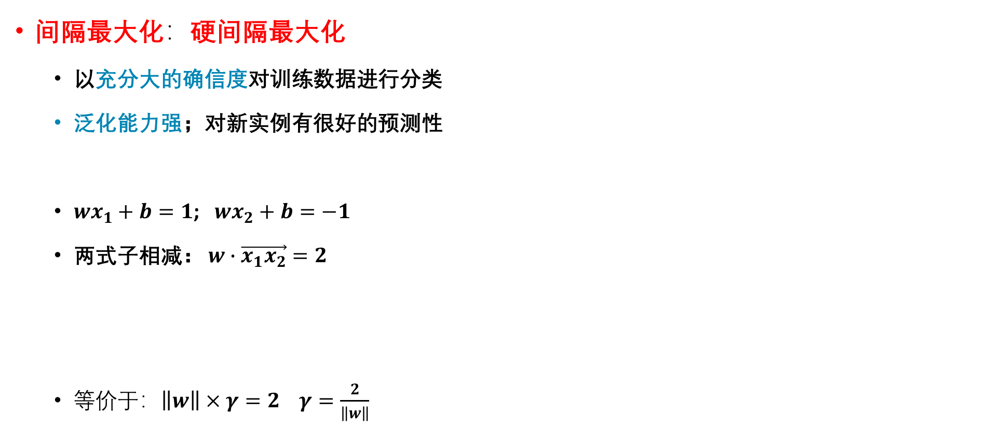 • 间隔最大化：硬间隔最大化
• 以充分大的确信度对训练数据进行分类
• 泛化能力强；对新实例有很好的预测性
• $wx_1 + b = 1$; $wx_2 + b = -1$
• 两式子相减：$w \cdot \overrightarrow{x_1 x_2} = 2$
• 等价于：$\|w\| \times \gamma = 2$ $\gamma = \frac{2}{\|w\|}$